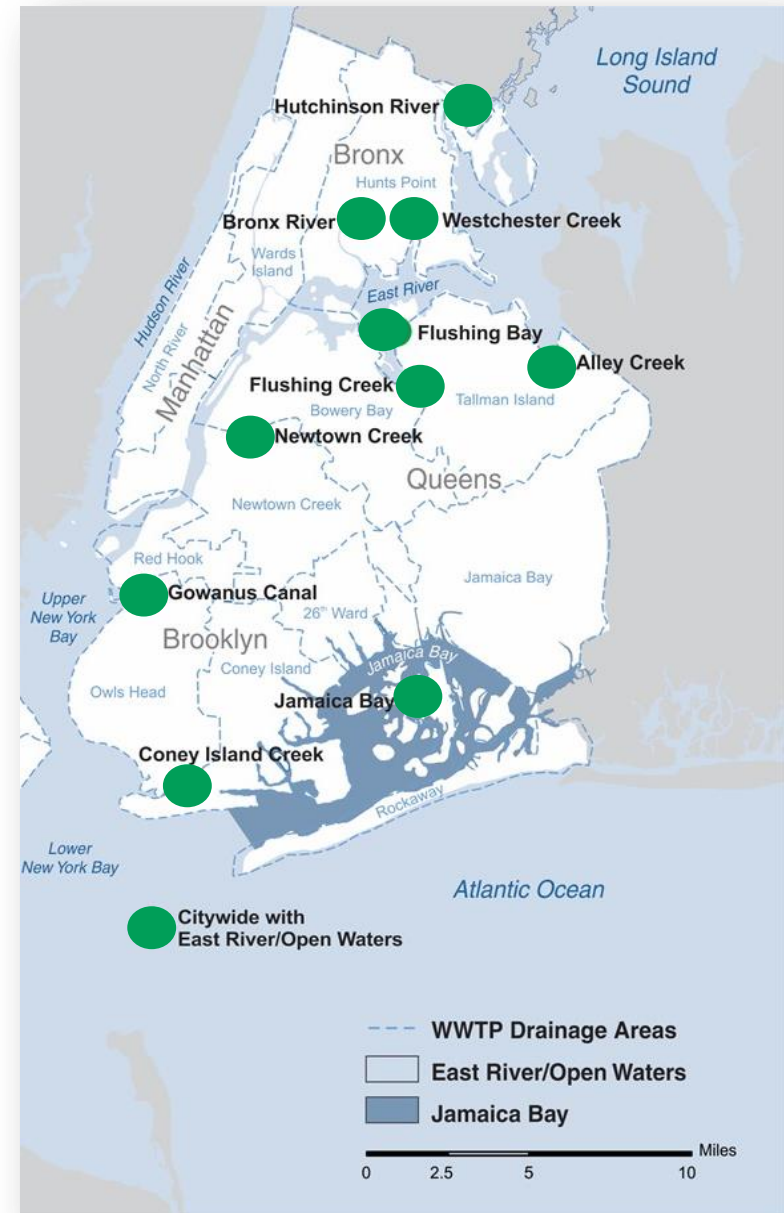 Long Island
Sound
Hutchinson River
Bronx
Hunts Point
Bronx River
Westchester Creek
Wards
Island
East River
Hudson River
North River
Manhattan
Flushing Bay
Alley Creek
Flushing Creek
Tallman Island
Bowery Bay
Newtown Creek
Queens
Newtown Creek
Red Hook
Jamaica Bay
Upper
New York
Bay
Gowanus Canal
26th Ward
Brooklyn
Coney Island
Jamaica Bay
Owls Head
Jamaica Bay
Coney Island Creek
Rockaway
Lower
New York Bay
Atlantic Ocean
Citywide with
East River/Open Waters
WWTP Drainage Areas
East River/Open Waters
Jamaica Bay
Miles
0 2.5 5 10